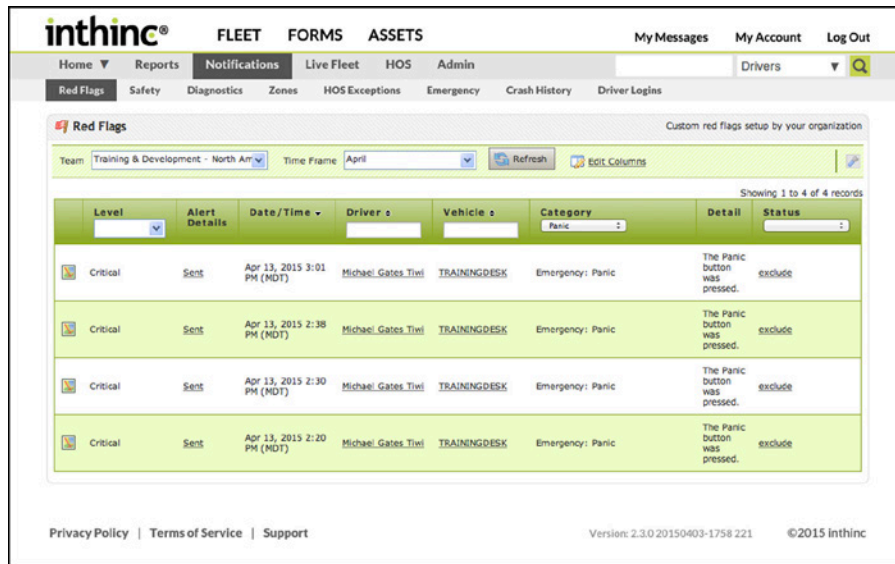 inthinc® FLEET FORMS ASSETS My Messages My Account Log Out
Home ▼ Reports Notifications Live Fleet HOS Admin Drivers ▼
Red Flags Safety Diagnostics Zones HOS Exceptions Emergency Crash History Driver Logins
Red Flags Custom red flags setup by your organization
Team Training & Development - North Am Time Frame April Refresh Edit Columns
Showing 1 to 4 of 4 records
Level Alert Details Date/Time Driver Vehicle Category Detail Status
Panic
Critical Sent Apr 13, 2015 3:01 PM (MDT) Michael Gates Tiwi TRAININGDESK Emergency: Panic The Panic button was pressed. exclude
Critical Sent Apr 13, 2015 2:38 PM (MDT) Michael Gates Tiwi TRAININGDESK Emergency: Panic The Panic button was pressed. exclude
Critical Sent Apr 13, 2015 2:30 PM (MDT) Michael Gates Tiwi TRAININGDESK Emergency: Panic The Panic button was pressed. exclude
Critical Sent Apr 13, 2015 2:20 PM (MDT) Michael Gates Tiwi TRAININGDESK Emergency: Panic The Panic button was pressed. exclude
Privacy Policy | Terms of Service | Support Version: 2.3.0 20150403-1758 221 ©2015 inthinc